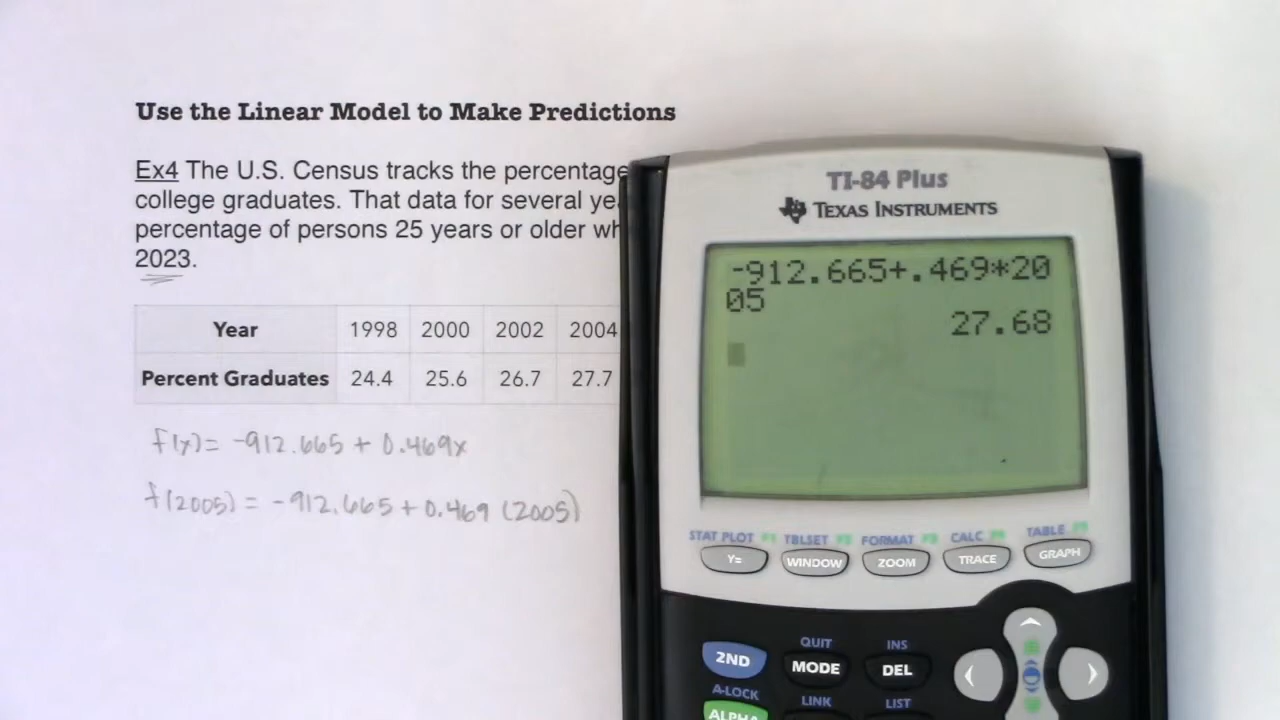 Use the Linear Model to Make Predictions
Ex4 The U.S. Census tracks the percentage
college graduates. That data for several
percentage of persons 25 years or older
2023.
Year 1998 2000 2002 2004
Percent Graduates 24.4 25.6 26.7 27.7
f(x) = -912.665 + 0.469x
f(2005) = -912.665 + 0.469 (2005)
TI-84 Plus
TEXAS INSTRUMENTS
-912.665+.469*20
05
27.68
STAT PLOT F1 TBLSET F2 FORMAT F3 CALC F4 TABLE F5
Y= WINDOW ZOOM TRACE GRAPH
QUIT INS
2ND MODE DEL
A-LOCK LINK LIST
ALPHA